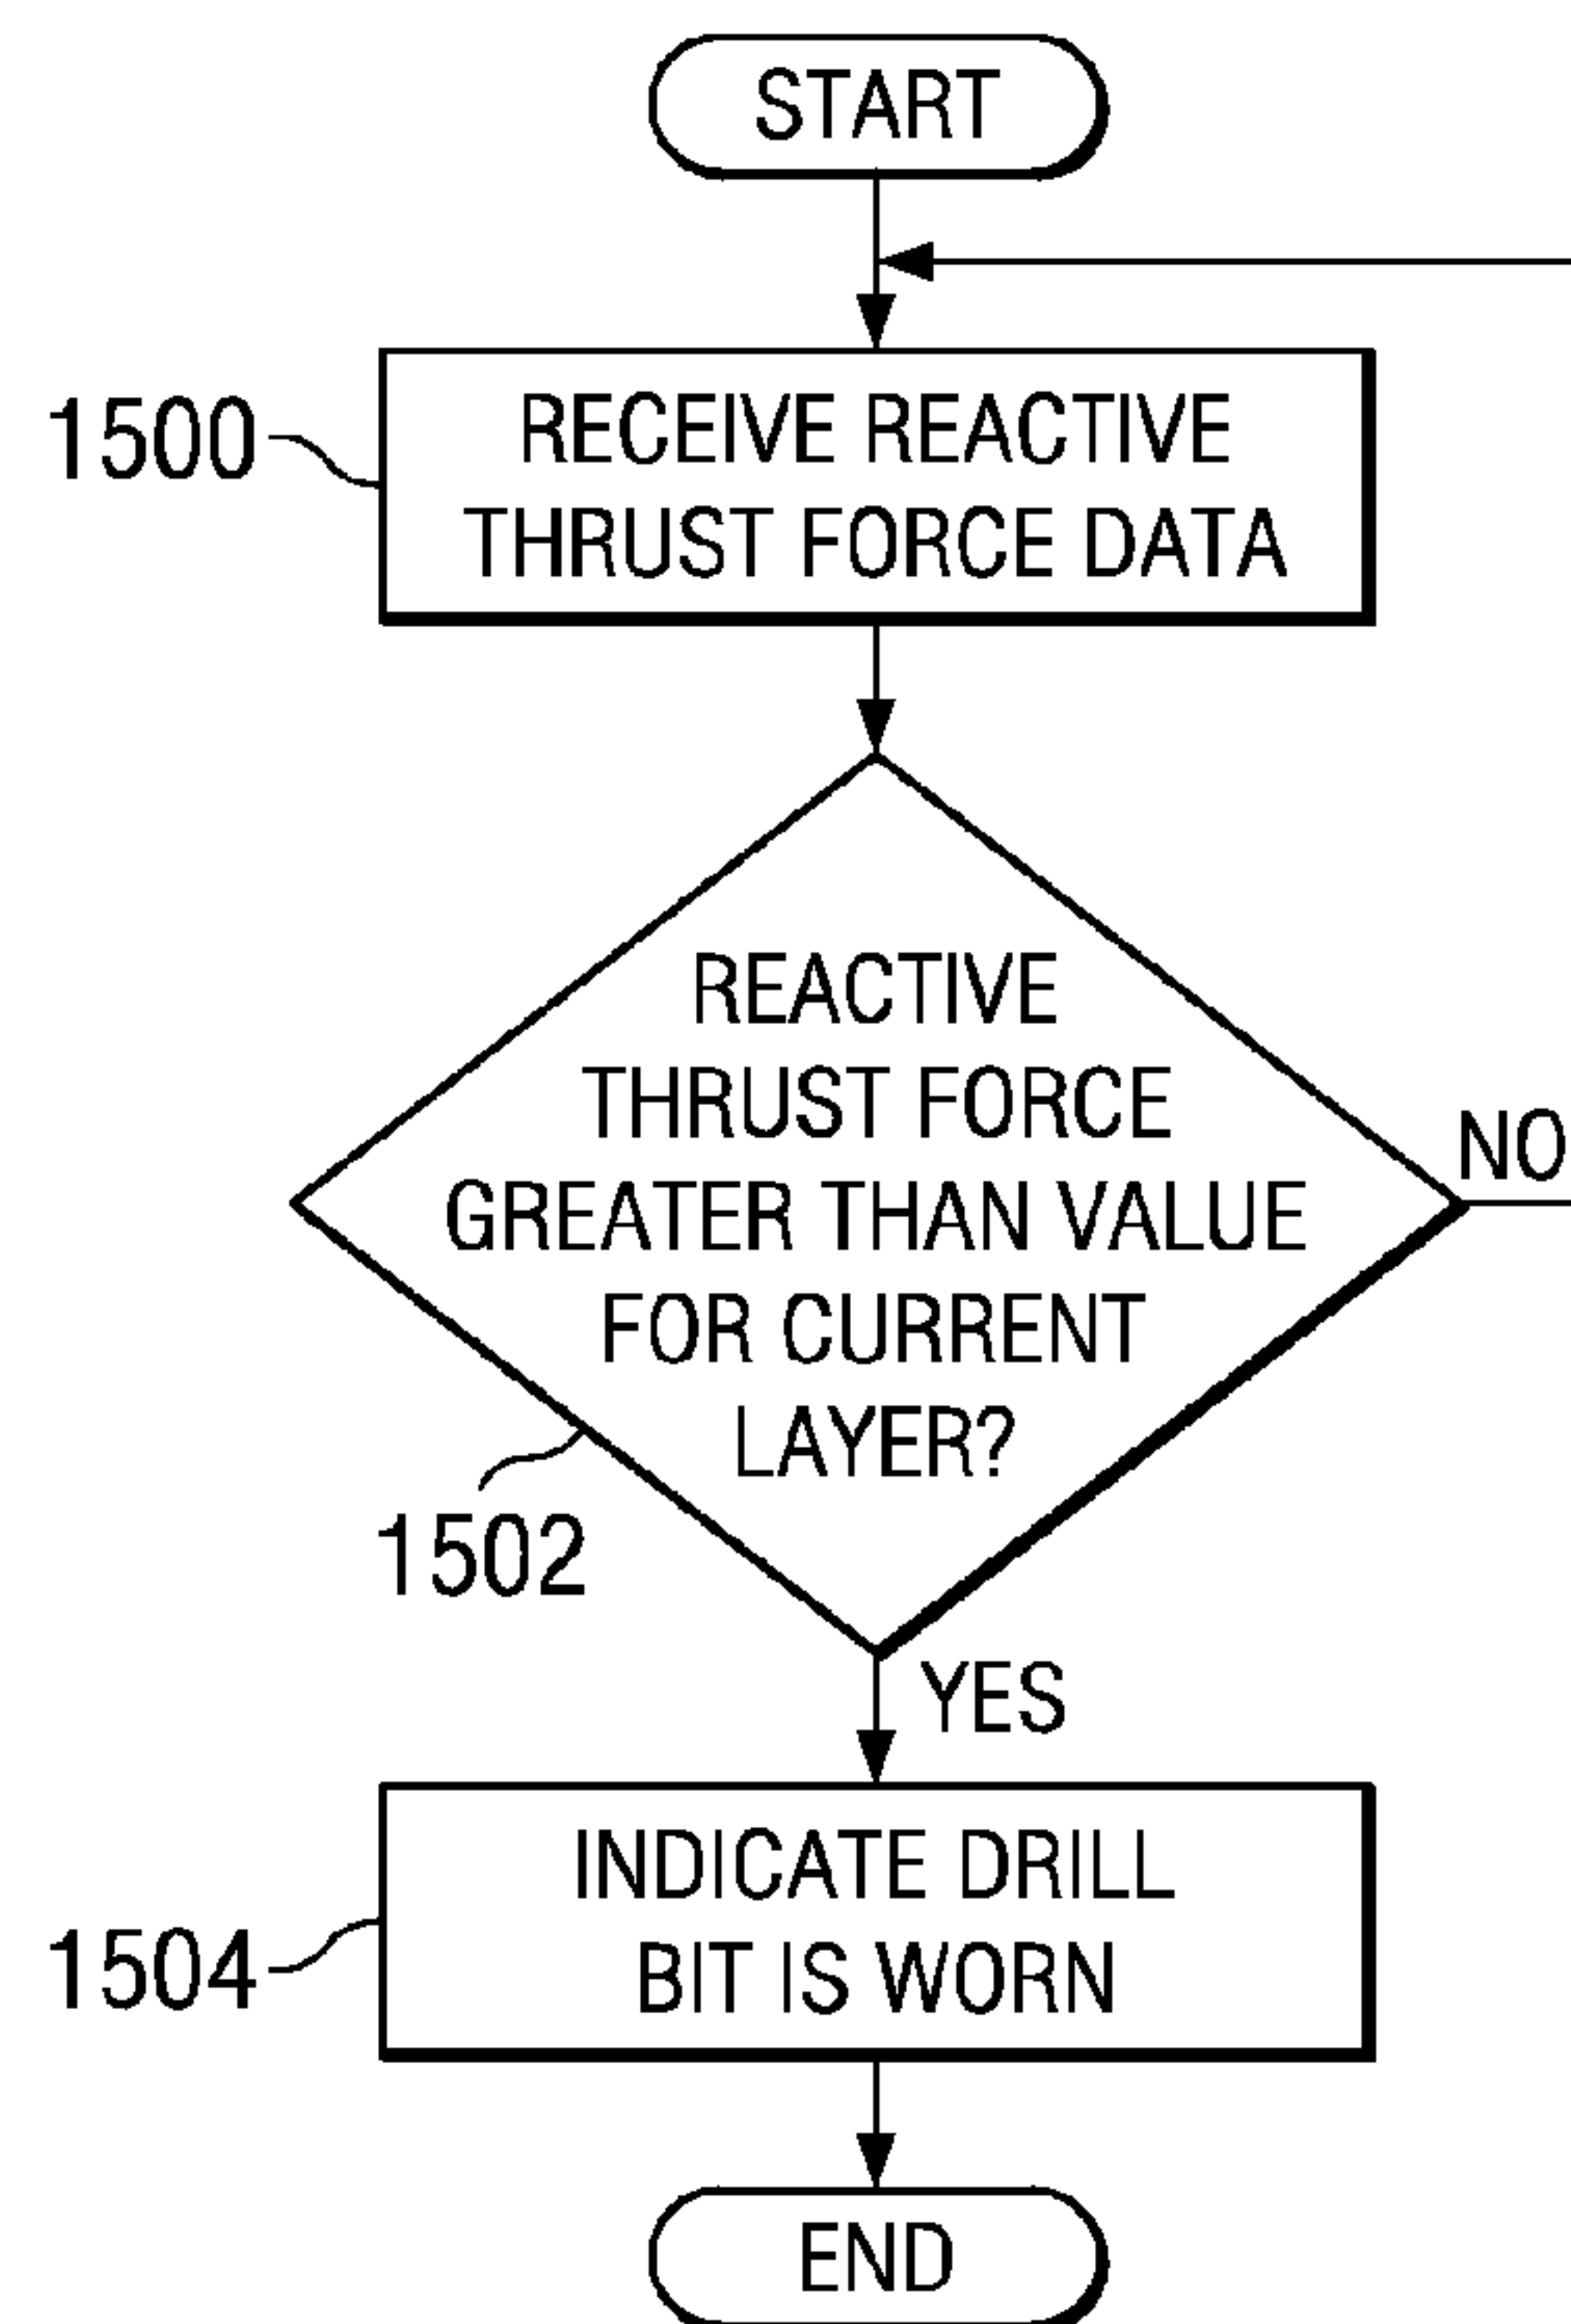 START
1500
RECEIVE REACTIVE
THRUST FORCE DATA
REACTIVE
THRUST FORCE
GREATER THAN VALUE
FOR CURRENT
LAYER?
NO
1502
YES
1504
INDICATE DRILL
BIT IS WORN
END